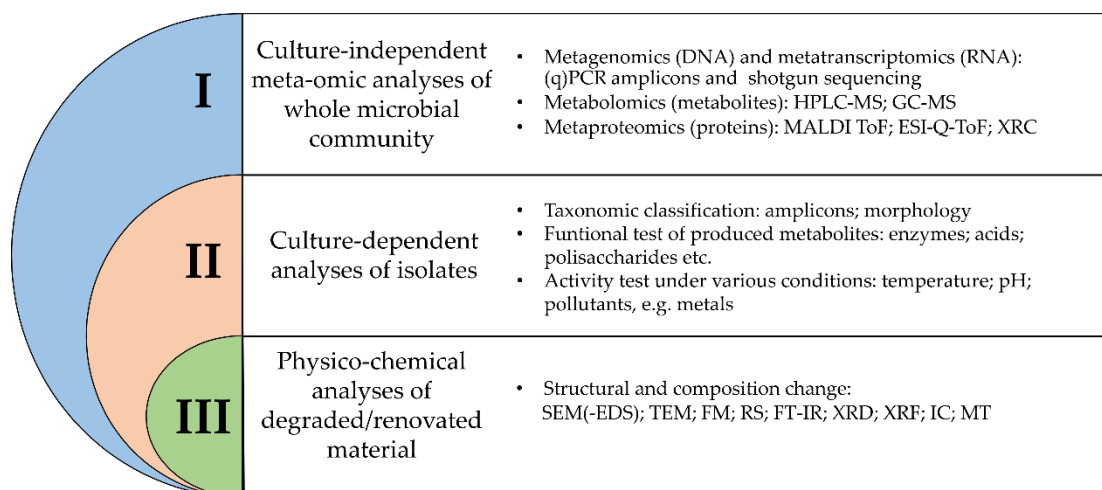 I
Culture-independent
meta-omic analyses of
whole microbial
community
• Metagenomics (DNA) and metatranscriptomics (RNA):
(q)PCR amplicons and shotgun sequencing
• Metabolomics (metabolites): HPLC-MS; GC-MS
• Metaproteomics (proteins): MALDI ToF; ESI-Q-ToF; XRC
II
Culture-dependent
analyses of isolates
• Taxonomic classification: amplicons; morphology
• Funtional test of produced metabolites: enzymes; acids;
polisaccharides etc.
• Activity test under various conditions: temperature; pH;
pollutants, e.g. metals
III
Physico-chemical
analyses of
degraded/renovated
material
• Structural and composition change:
SEM(-EDS); TEM; FM; RS; FT-IR; XRD; XRF; IC; MT